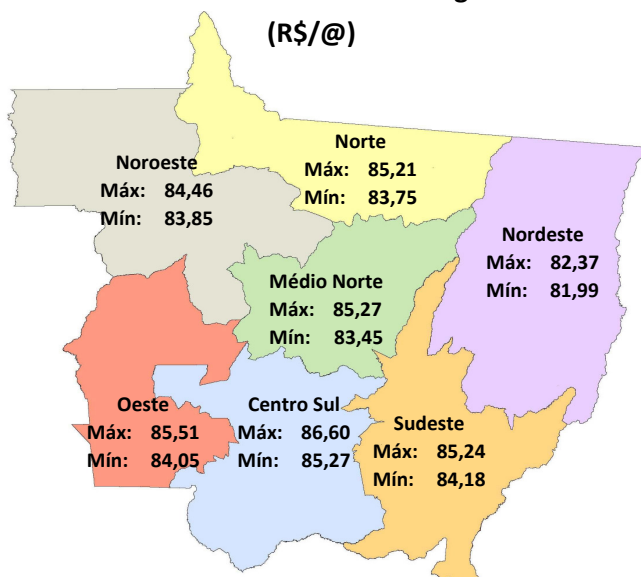 (R$/@)
Norte
Máx: 85,21
Mín: 83,75
Noroeste
Máx: 84,46
Mín: 83,85
Nordeste
Máx: 82,37
Mín: 81,99
Médio Norte
Máx: 85,27
Mín: 83,45
Oeste
Máx: 85,51
Mín: 84,05
Centro Sul
Máx: 86,60
Mín: 85,27
Sudeste
Máx: 85,24
Mín: 84,18